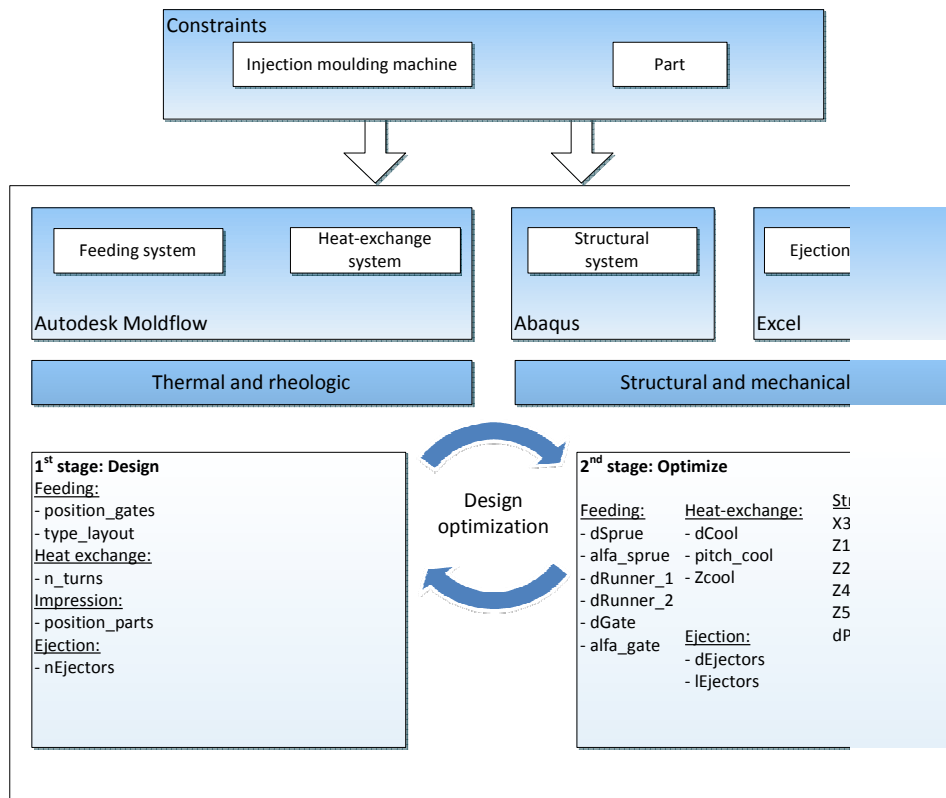 Constraints
Injection moulding machine
Part
Feeding system
Heat-exchange
system
Structural
system
Ejection
Autodesk Moldflow
Abaqus
Excel
Thermal and rheologic
Structural and mechanical
1st stage: Design
Feeding:
- position_gates
- type_layout
Heat exchange:
- n_turns
Impression:
- position_parts
Ejection:
- nEjectors
Design
optimization
2nd stage: Optimize
Feeding:
- dSprue
- alfa_sprue
- dRunner_1
- dRunner_2
- dGate
- alfa_gate
Heat-exchange:
- dCool
- pitch_cool
- Zcool
Ejection:
- dEjectors
- lEjectors
X3
Z1
Z2
Z4
Z5